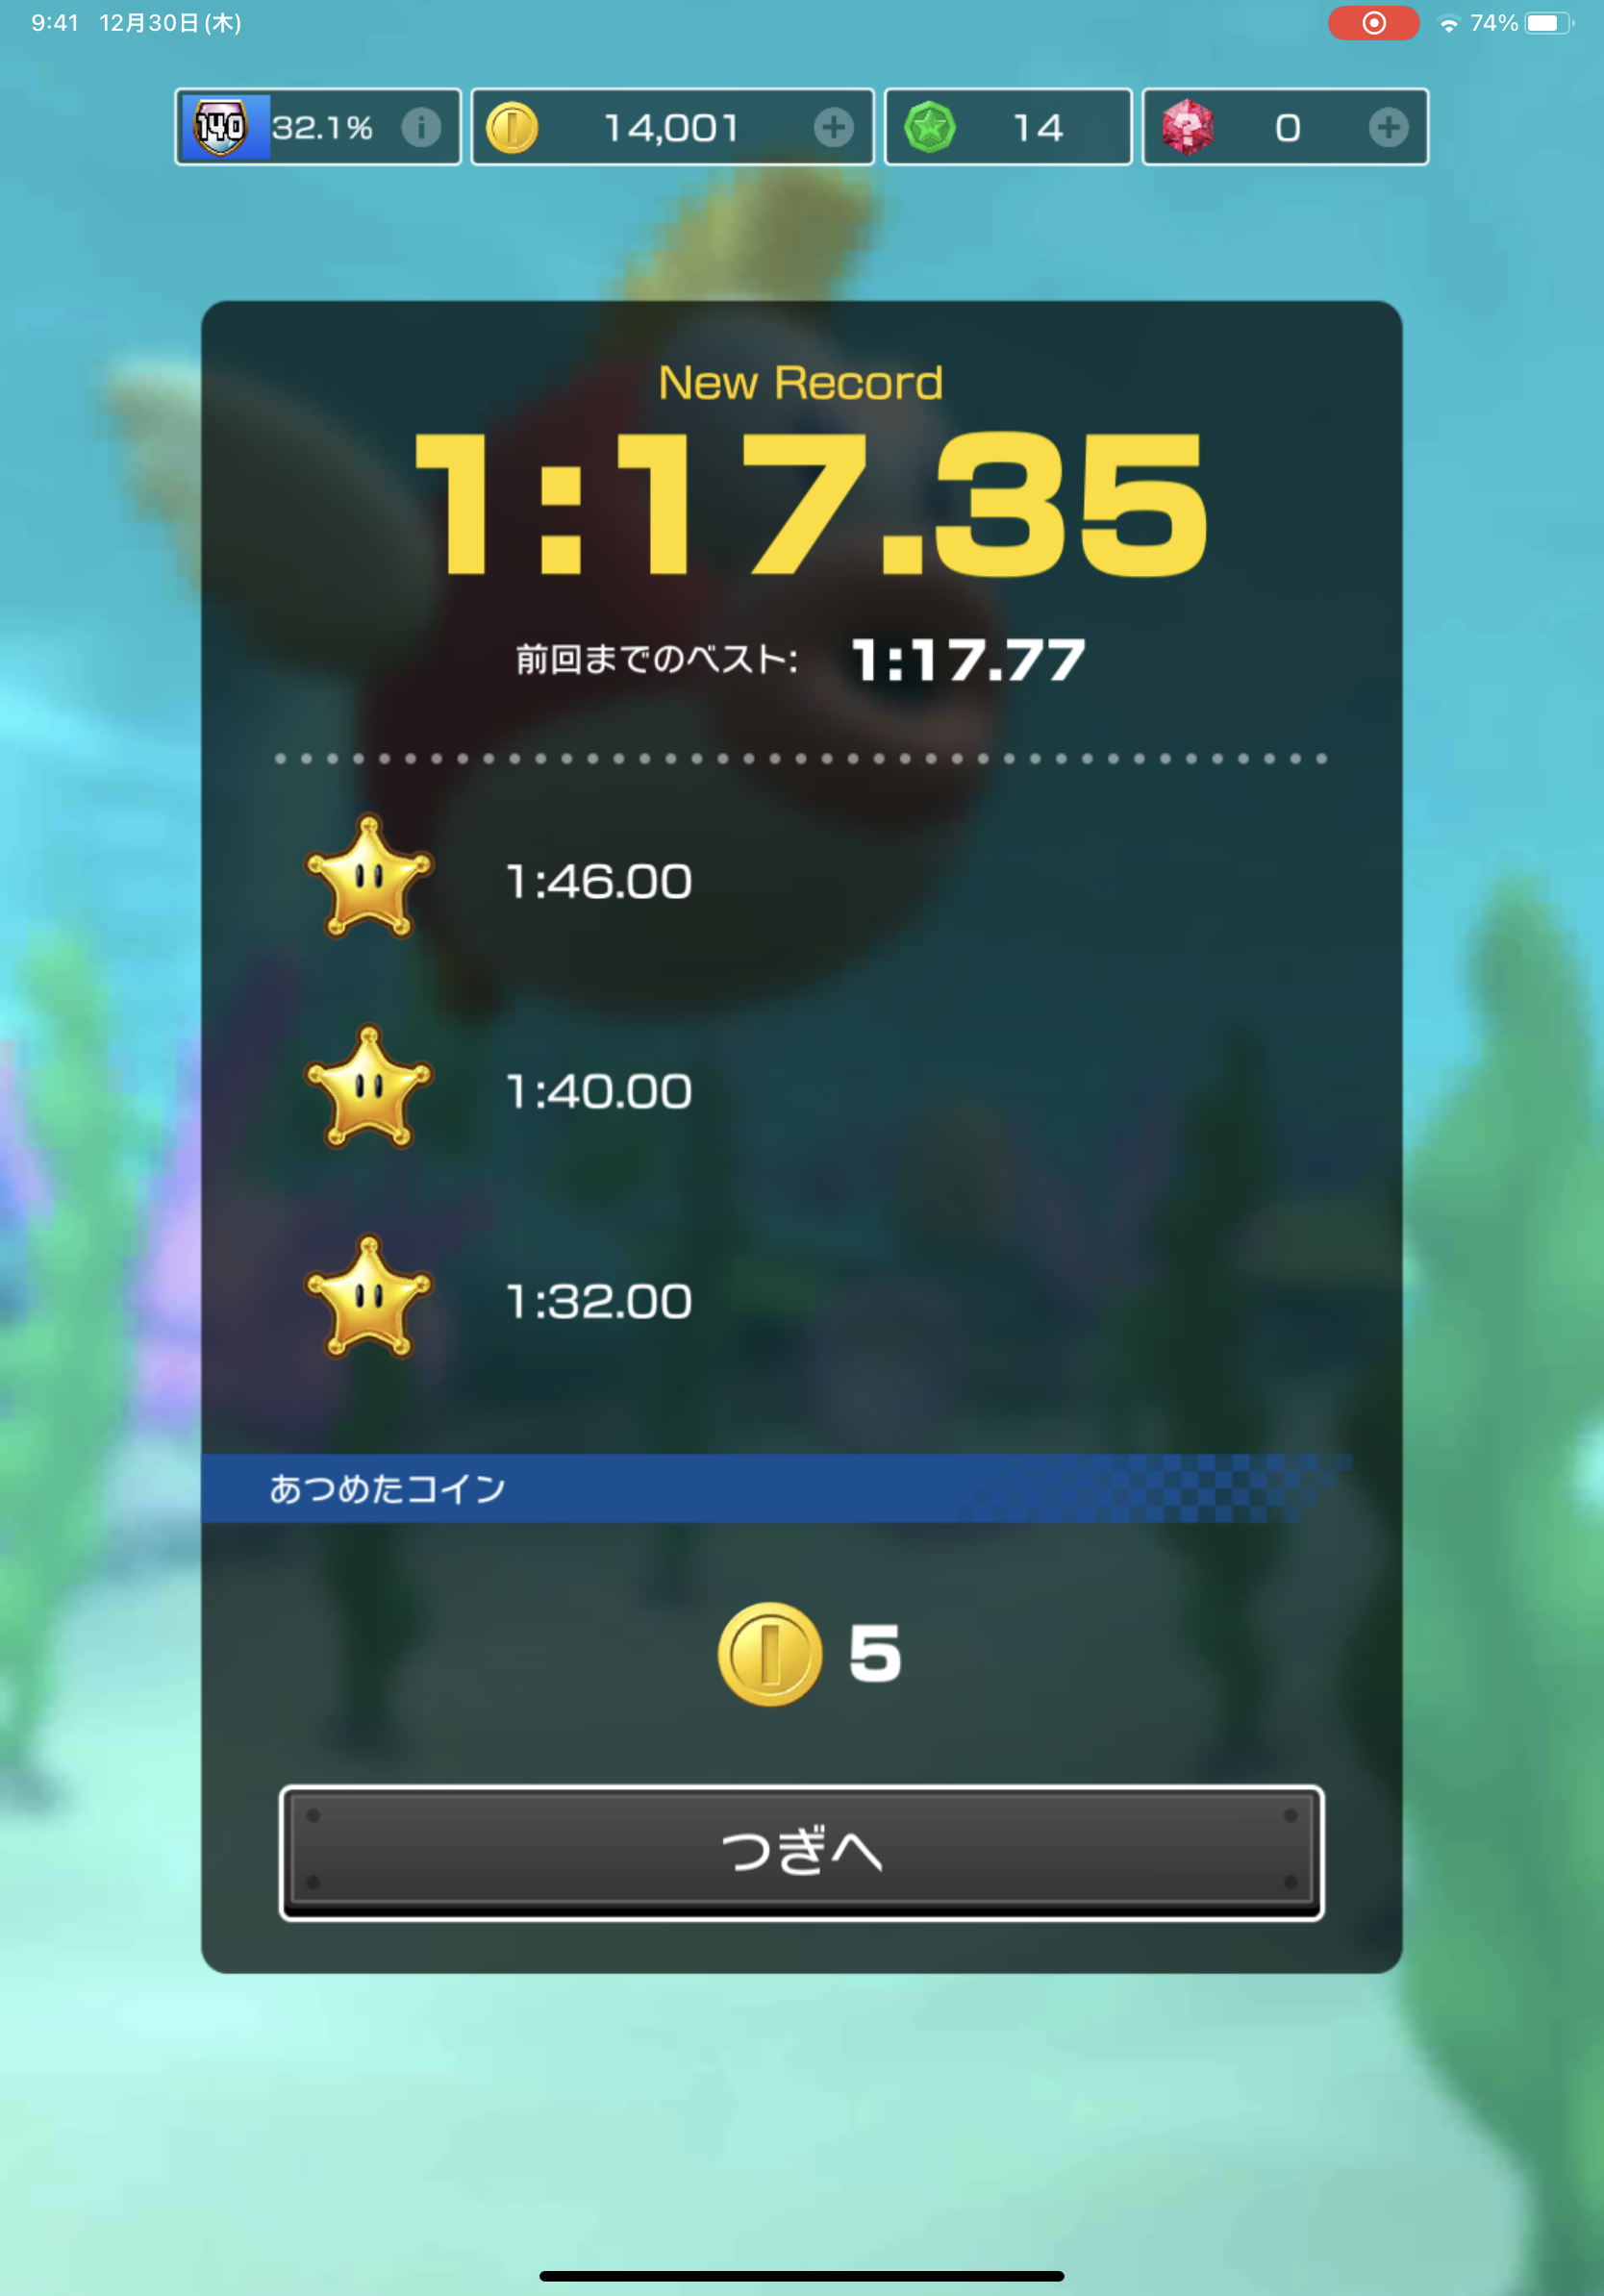 9:41 12月30日(木) 74%
140 32.1% i 14,001 + 14 ? 0 +
New Record
1:17.35
前回までのベスト: 1:17.77
1:46.00
1:40.00
1:32.00
あつめたコイン
5
つぎへ